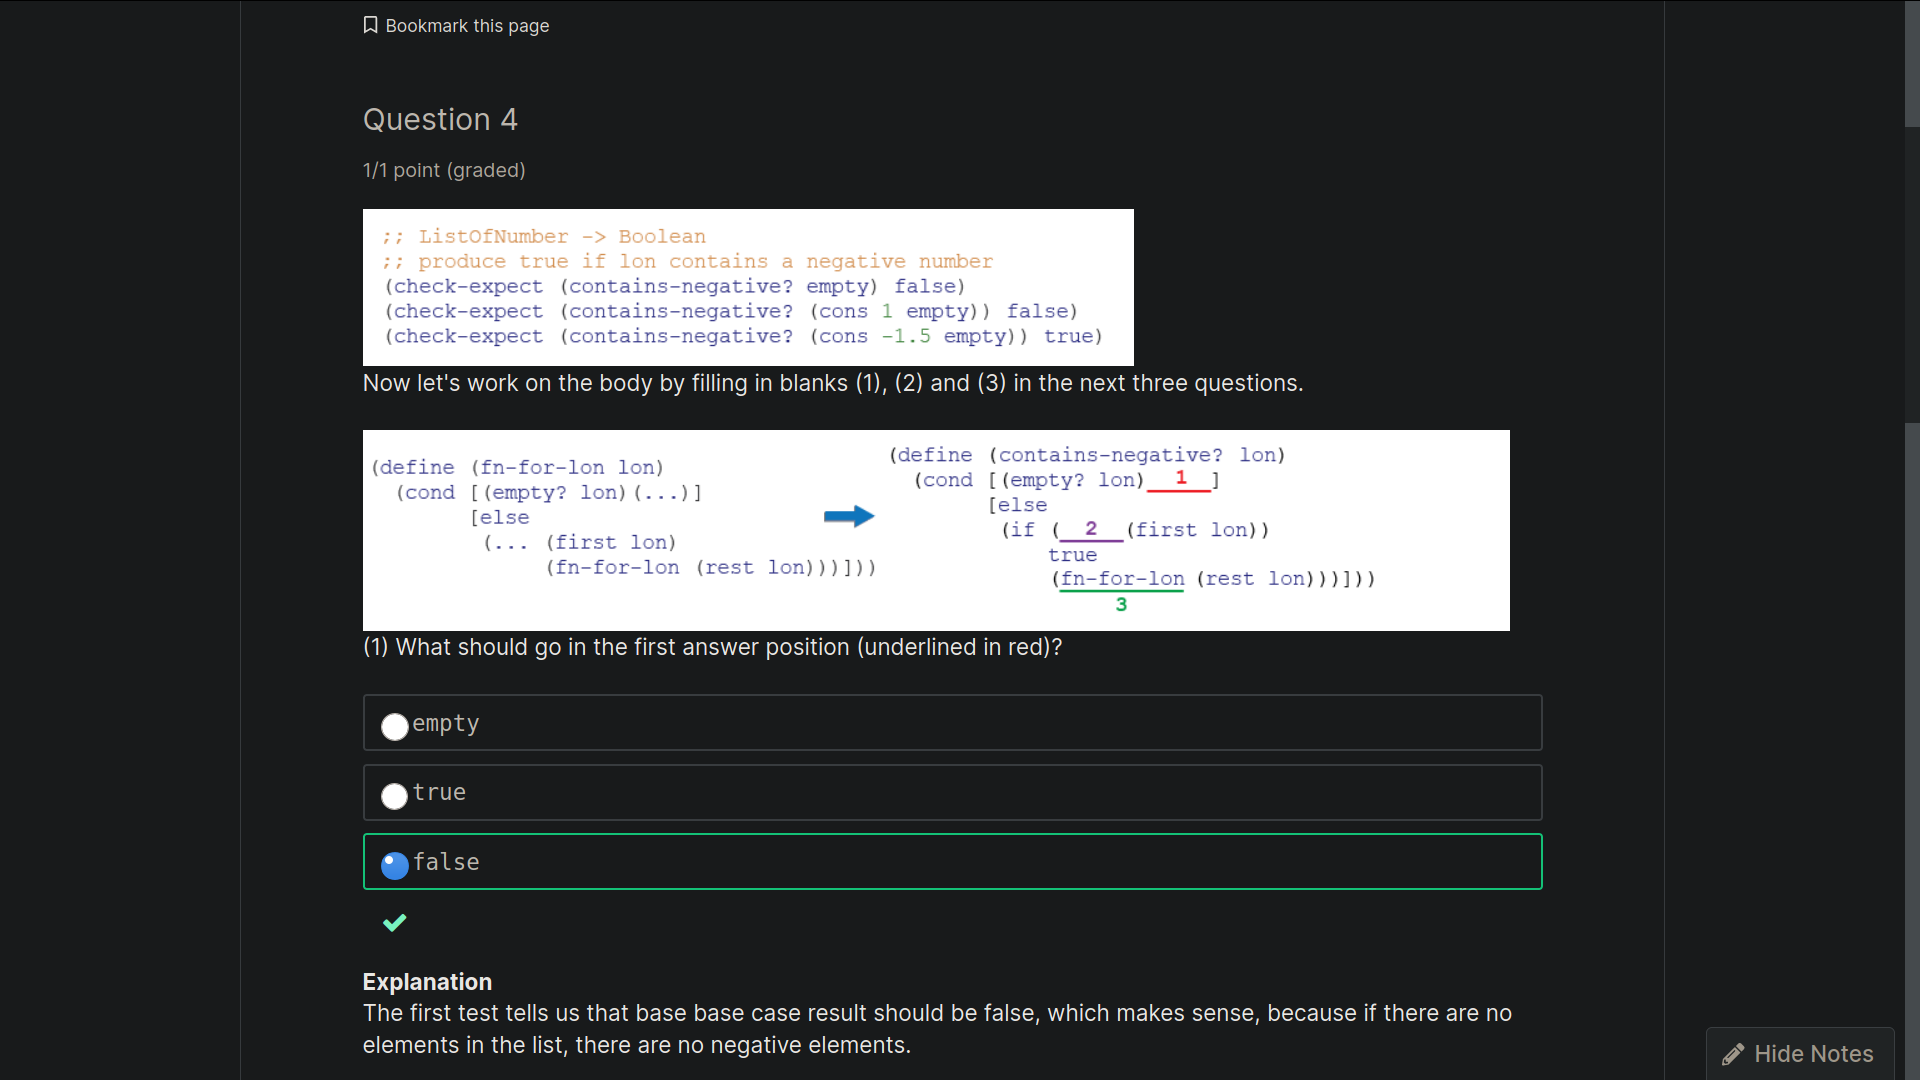 Bookmark this page
Question 4
1/1 point (graded)
;; ListOfNumber -> Boolean
;; produce true if lon contains a negative number
(check-expect (contains-negative? empty) false)
(check-expect (contains-negative? (cons 1 empty)) false)
(check-expect (contains-negative? (cons -1.5 empty)) true)
Now let's work on the body by filling in blanks (1), (2) and (3) in the next three questions.
(define (fn-for-lon lon)
(cond [(empty? lon)(...)]
[else
(... (first lon)
(fn-for-lon (rest lon)))]))
(define (contains-negative? lon)
(cond [(empty? lon) 1 ]
[else
(if ( 2 (first lon))
true
(fn-for-lon (rest lon)))]))
3
(1) What should go in the first answer position (underlined in red)?
empty
true
false
Explanation
The first test tells us that base base case result should be false, which makes sense, because if there are no
elements in the list, there are no negative elements.
Hide Notes